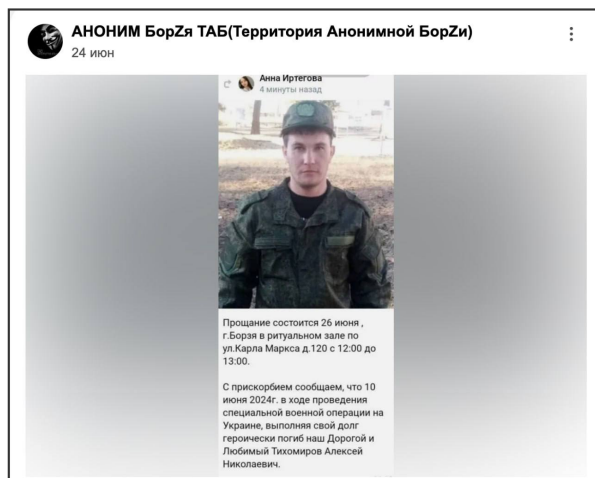 АНОНИМ БорZя ТАБ(Территория Анонимной БорZи)
24 июн
Анна Иртегова
4 минуты назад
Прощание состоится 26 июня ,
г.Борзя в ритуальном зале по
ул.Карла Маркса д.120 с 12:00 до
13:00.
С прискорбием сообщаем, что 10
июня 2024г. в ходе проведения
специальной военной операции на
Украине, выполняя свой долг
героически погиб наш Дорогой и
Любимый Тихомиров Алексей
Николаевич.